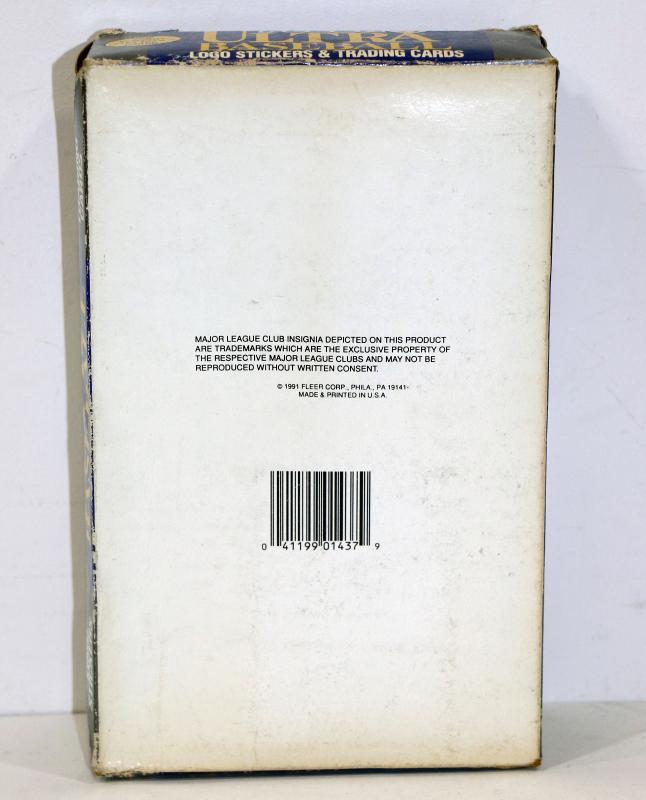 ULTRA
BASEBALL
LOGO STICKERS & TRADING CARDS
MAJOR LEAGUE CLUB INSIGNIA DEPICTED ON THIS PRODUCT
ARE TRADEMARKS WHICH ARE THE EXCLUSIVE PROPERTY OF
THE RESPECTIVE MAJOR LEAGUE CLUBS AND MAY NOT BE
REPRODUCED WITHOUT WRITTEN CONSENT.
© 1991 FLEER CORP., PHILA., PA 19141-
MADE & PRINTED IN U.S.A.
0 41199 01437 9